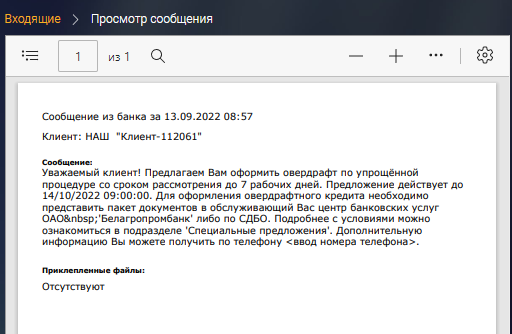 Входящие > Просмотр сообщения
1 из 1
Сообщение из банка за 13.09.2022 08:57
Клиент: НАШ "Клиент-112061"
Сообщение:
Уважаемый клиент! Предлагаем Вам оформить овердрафт по упрощённой
процедуре со сроком рассмотрения до 7 рабочих дней. Предложение действует до
14/10/2022 09:00:00. Для оформления овердрафтного кредита необходимо
представить пакет документов в обслуживающий Вас центр банковских услуг
ОАО&nbsp;'Белагропромбанк' либо по СДБО. Подробнее с условиями можно
ознакомиться в подразделе 'Специальные предложения'. Дополнительную
информацию Вы можете получить по телефону <ввод номера телефона>.
Приклепленные файлы:
Отсутствуют